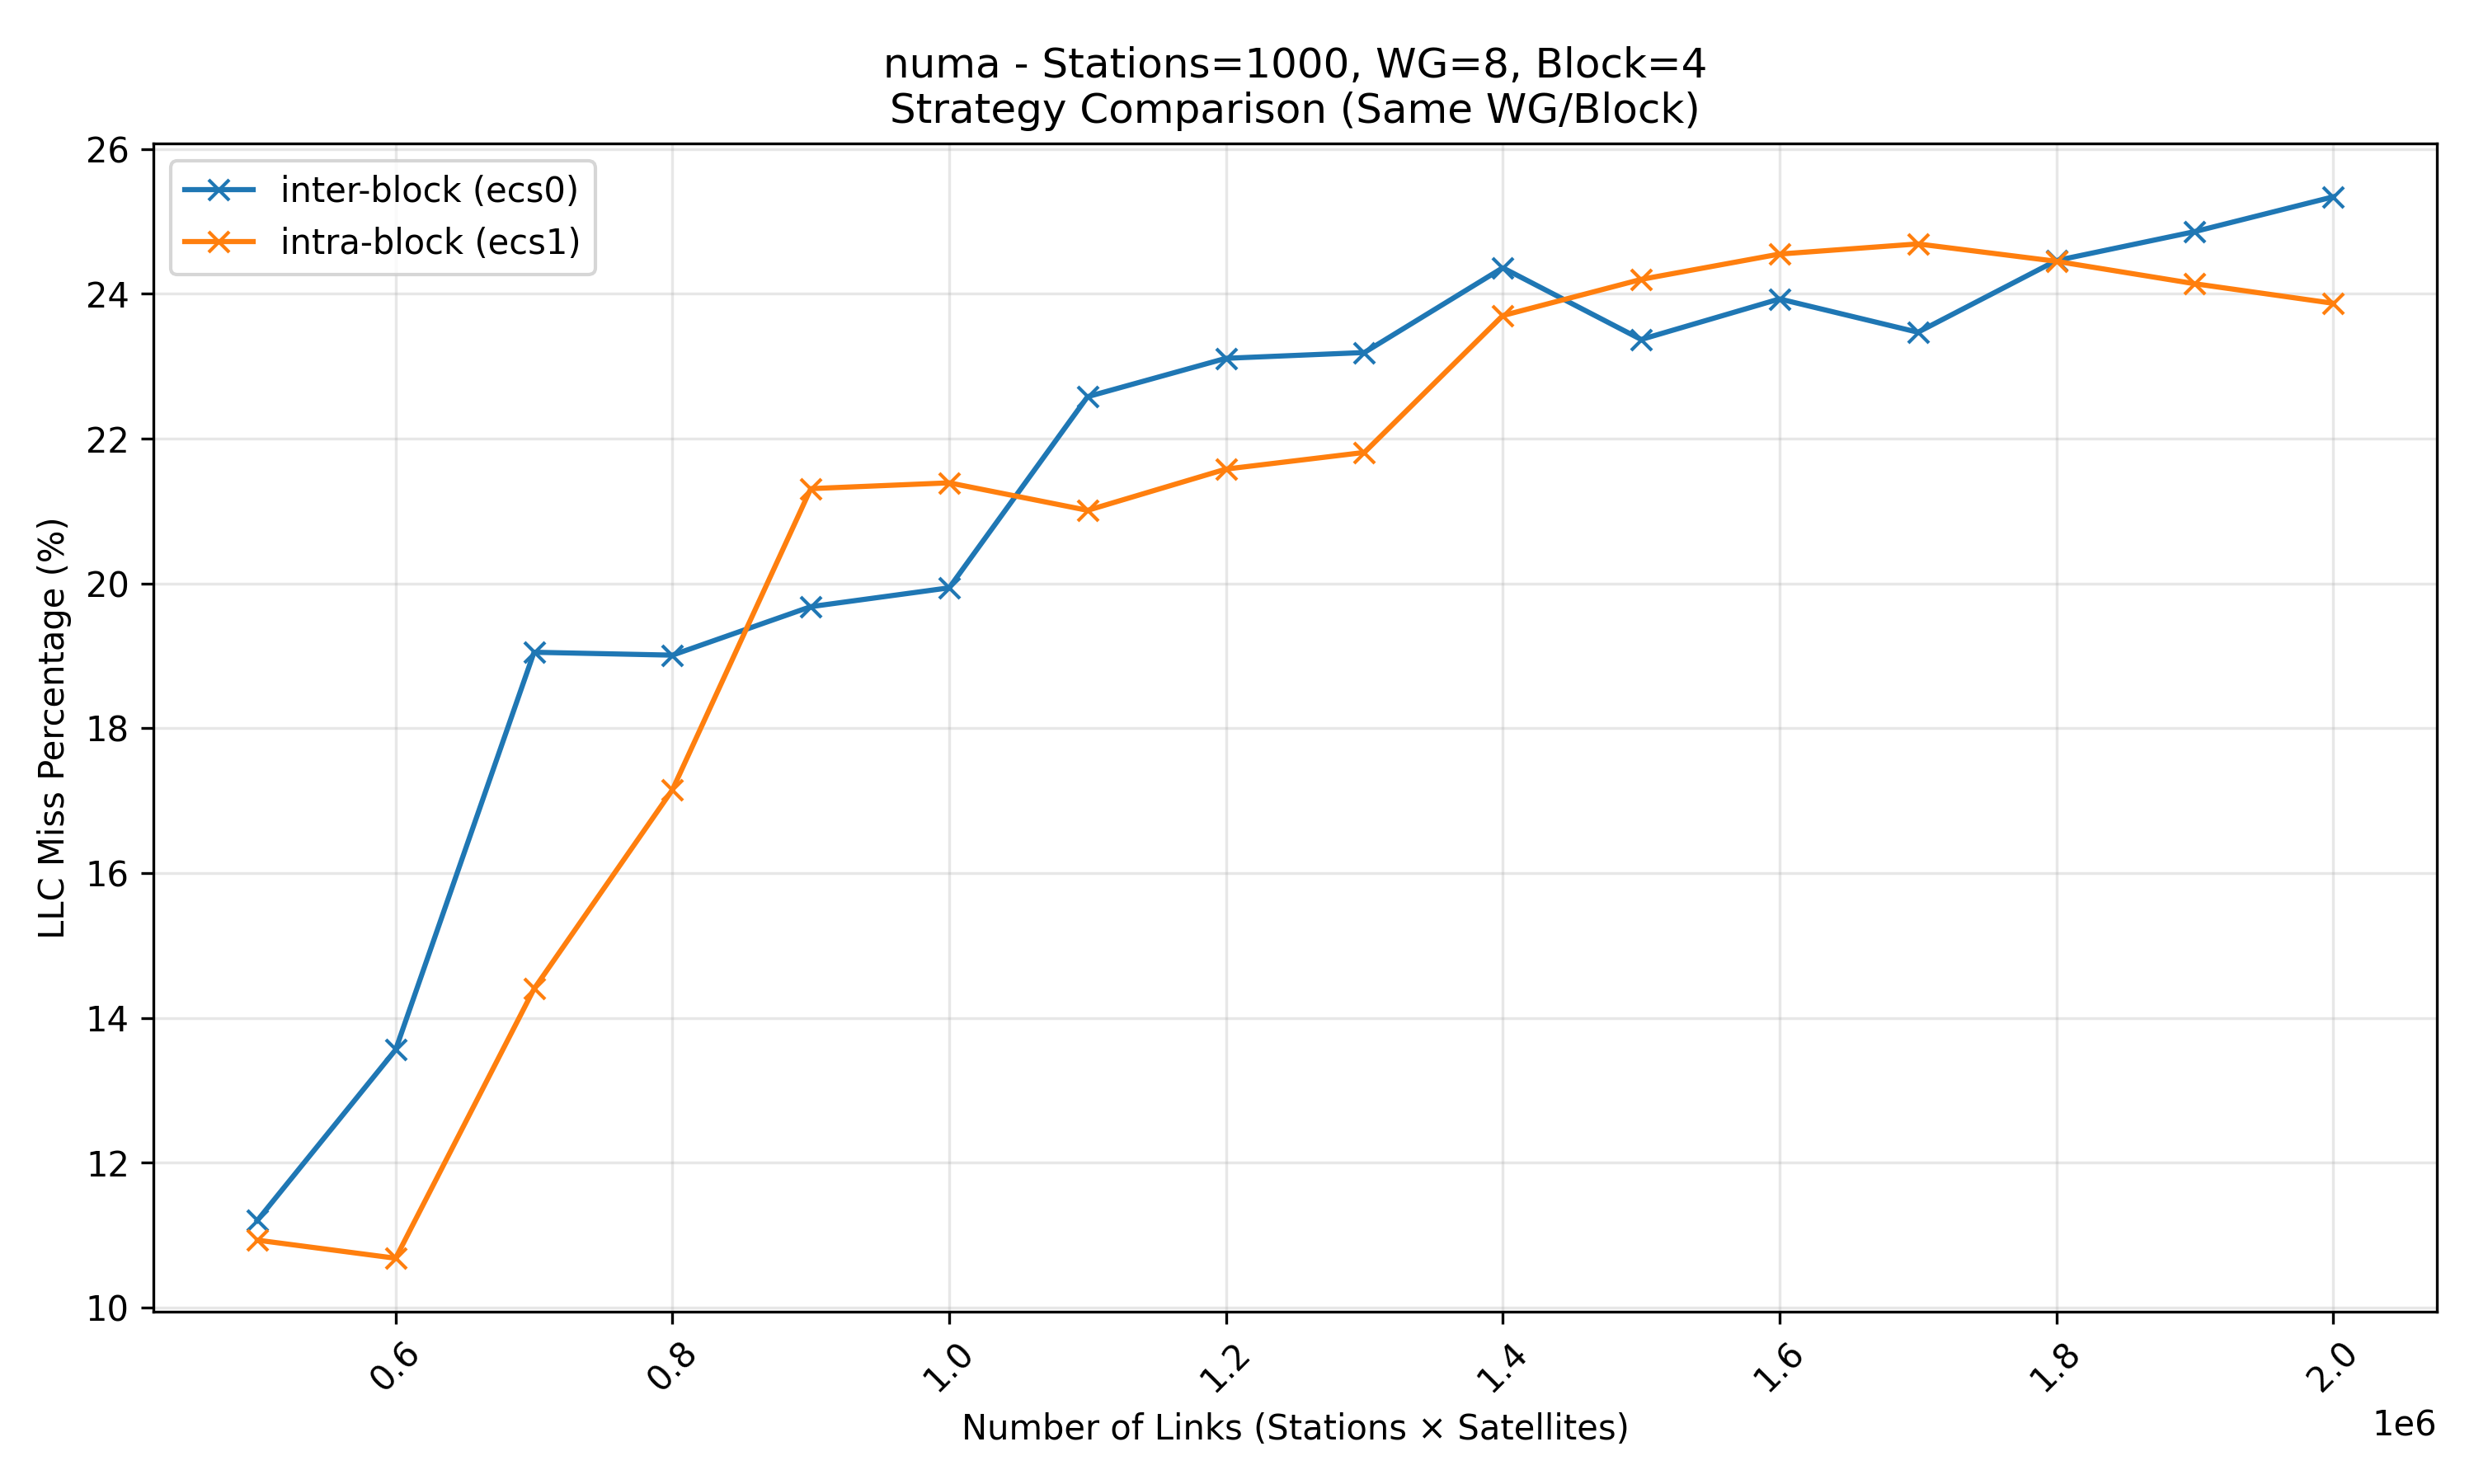 numa - Stations=1000, WG=8, Block=4
Strategy Comparison (Same WG/Block)
inter-block (ecs0)
intra-block (ecs1)
LLC Miss Percentage (%)
26
24
22
20
18
16
14
12
10
0.6
0.8
1.0
1.2
1.4
1.6
1.8
2.0
1e6
Number of Links (Stations × Satellites)